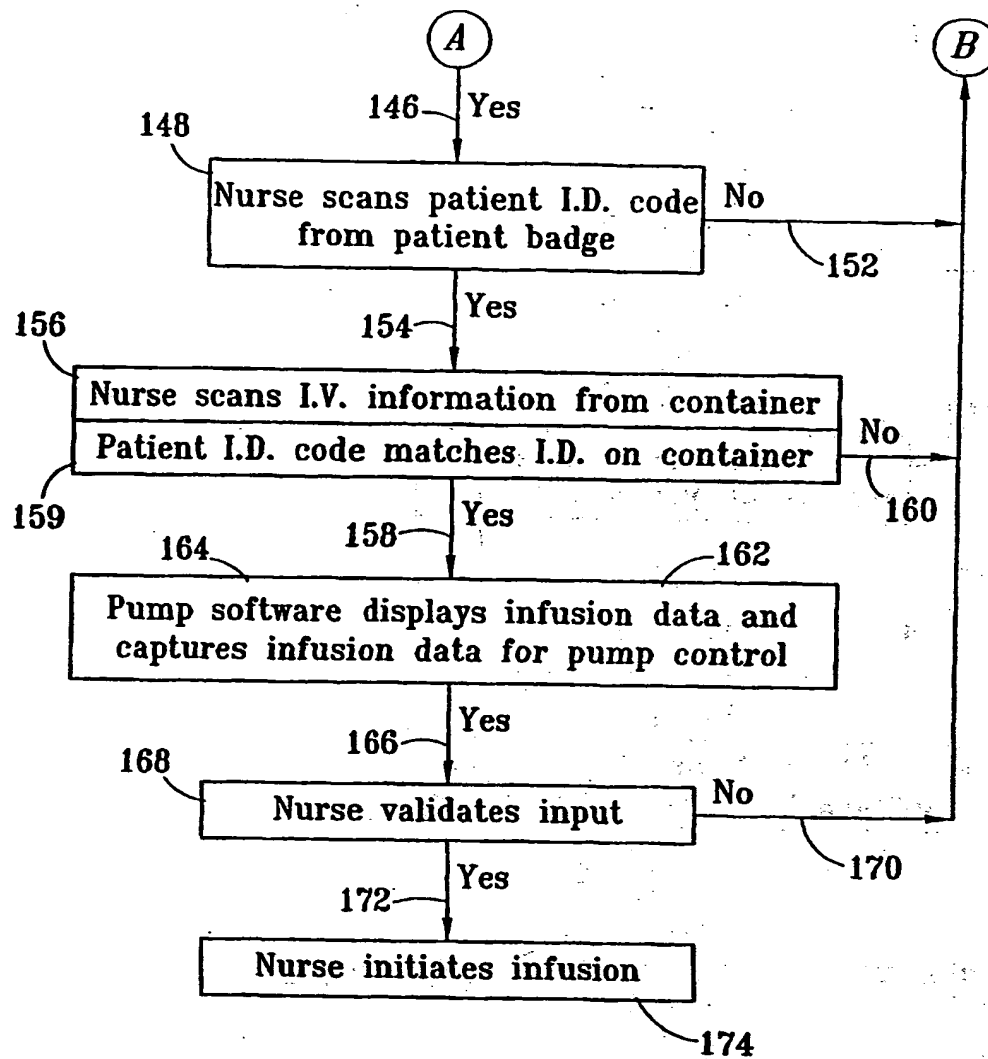 A
B
146
Yes
148
Nurse scans patient I.D. code
from patient badge
No
152
154
Yes
156
Nurse scans I.V. information from container
Patient I.D. code matches I.D. on container
No
159
160
158
Yes
164
162
Pump software displays infusion data and
captures infusion data for pump control
166
Yes
168
Nurse validates input
No
170
172
Yes
Nurse initiates infusion
174